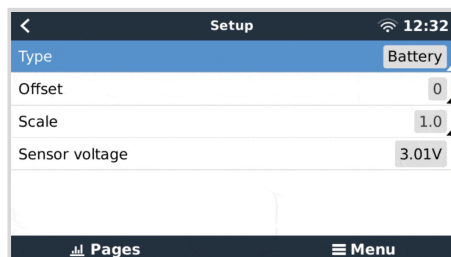 Setup 12:32
Type Battery
Offset 0
Scale 1.0
Sensor voltage 3.01V
Pages Menu